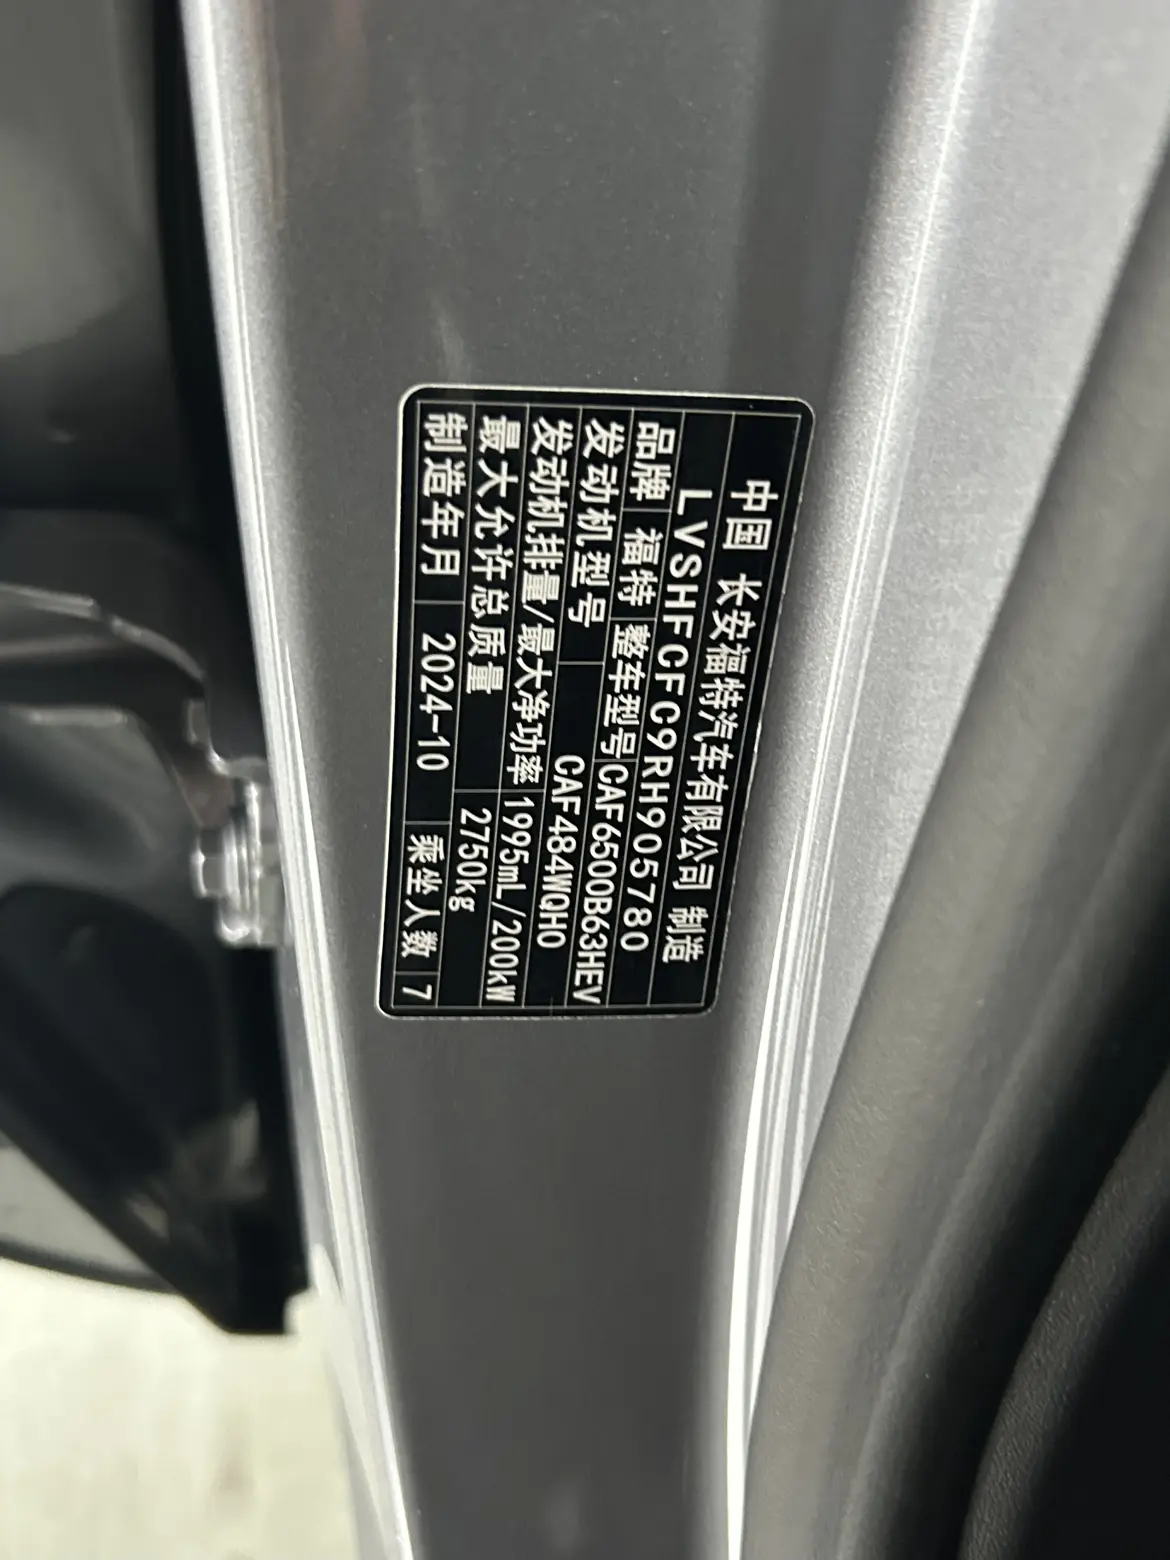 中国 长安福特汽车有限公司 制造
LVSHFCFC9RH905780
品牌 福特 整车型号 CAF6500B63HEV
发动机型号 CAF484WQH0
发动机排量/最大净功率 1995mL/200kW
最大允许总质量 2750kg
制造年月 2024-10 乘坐人数 7